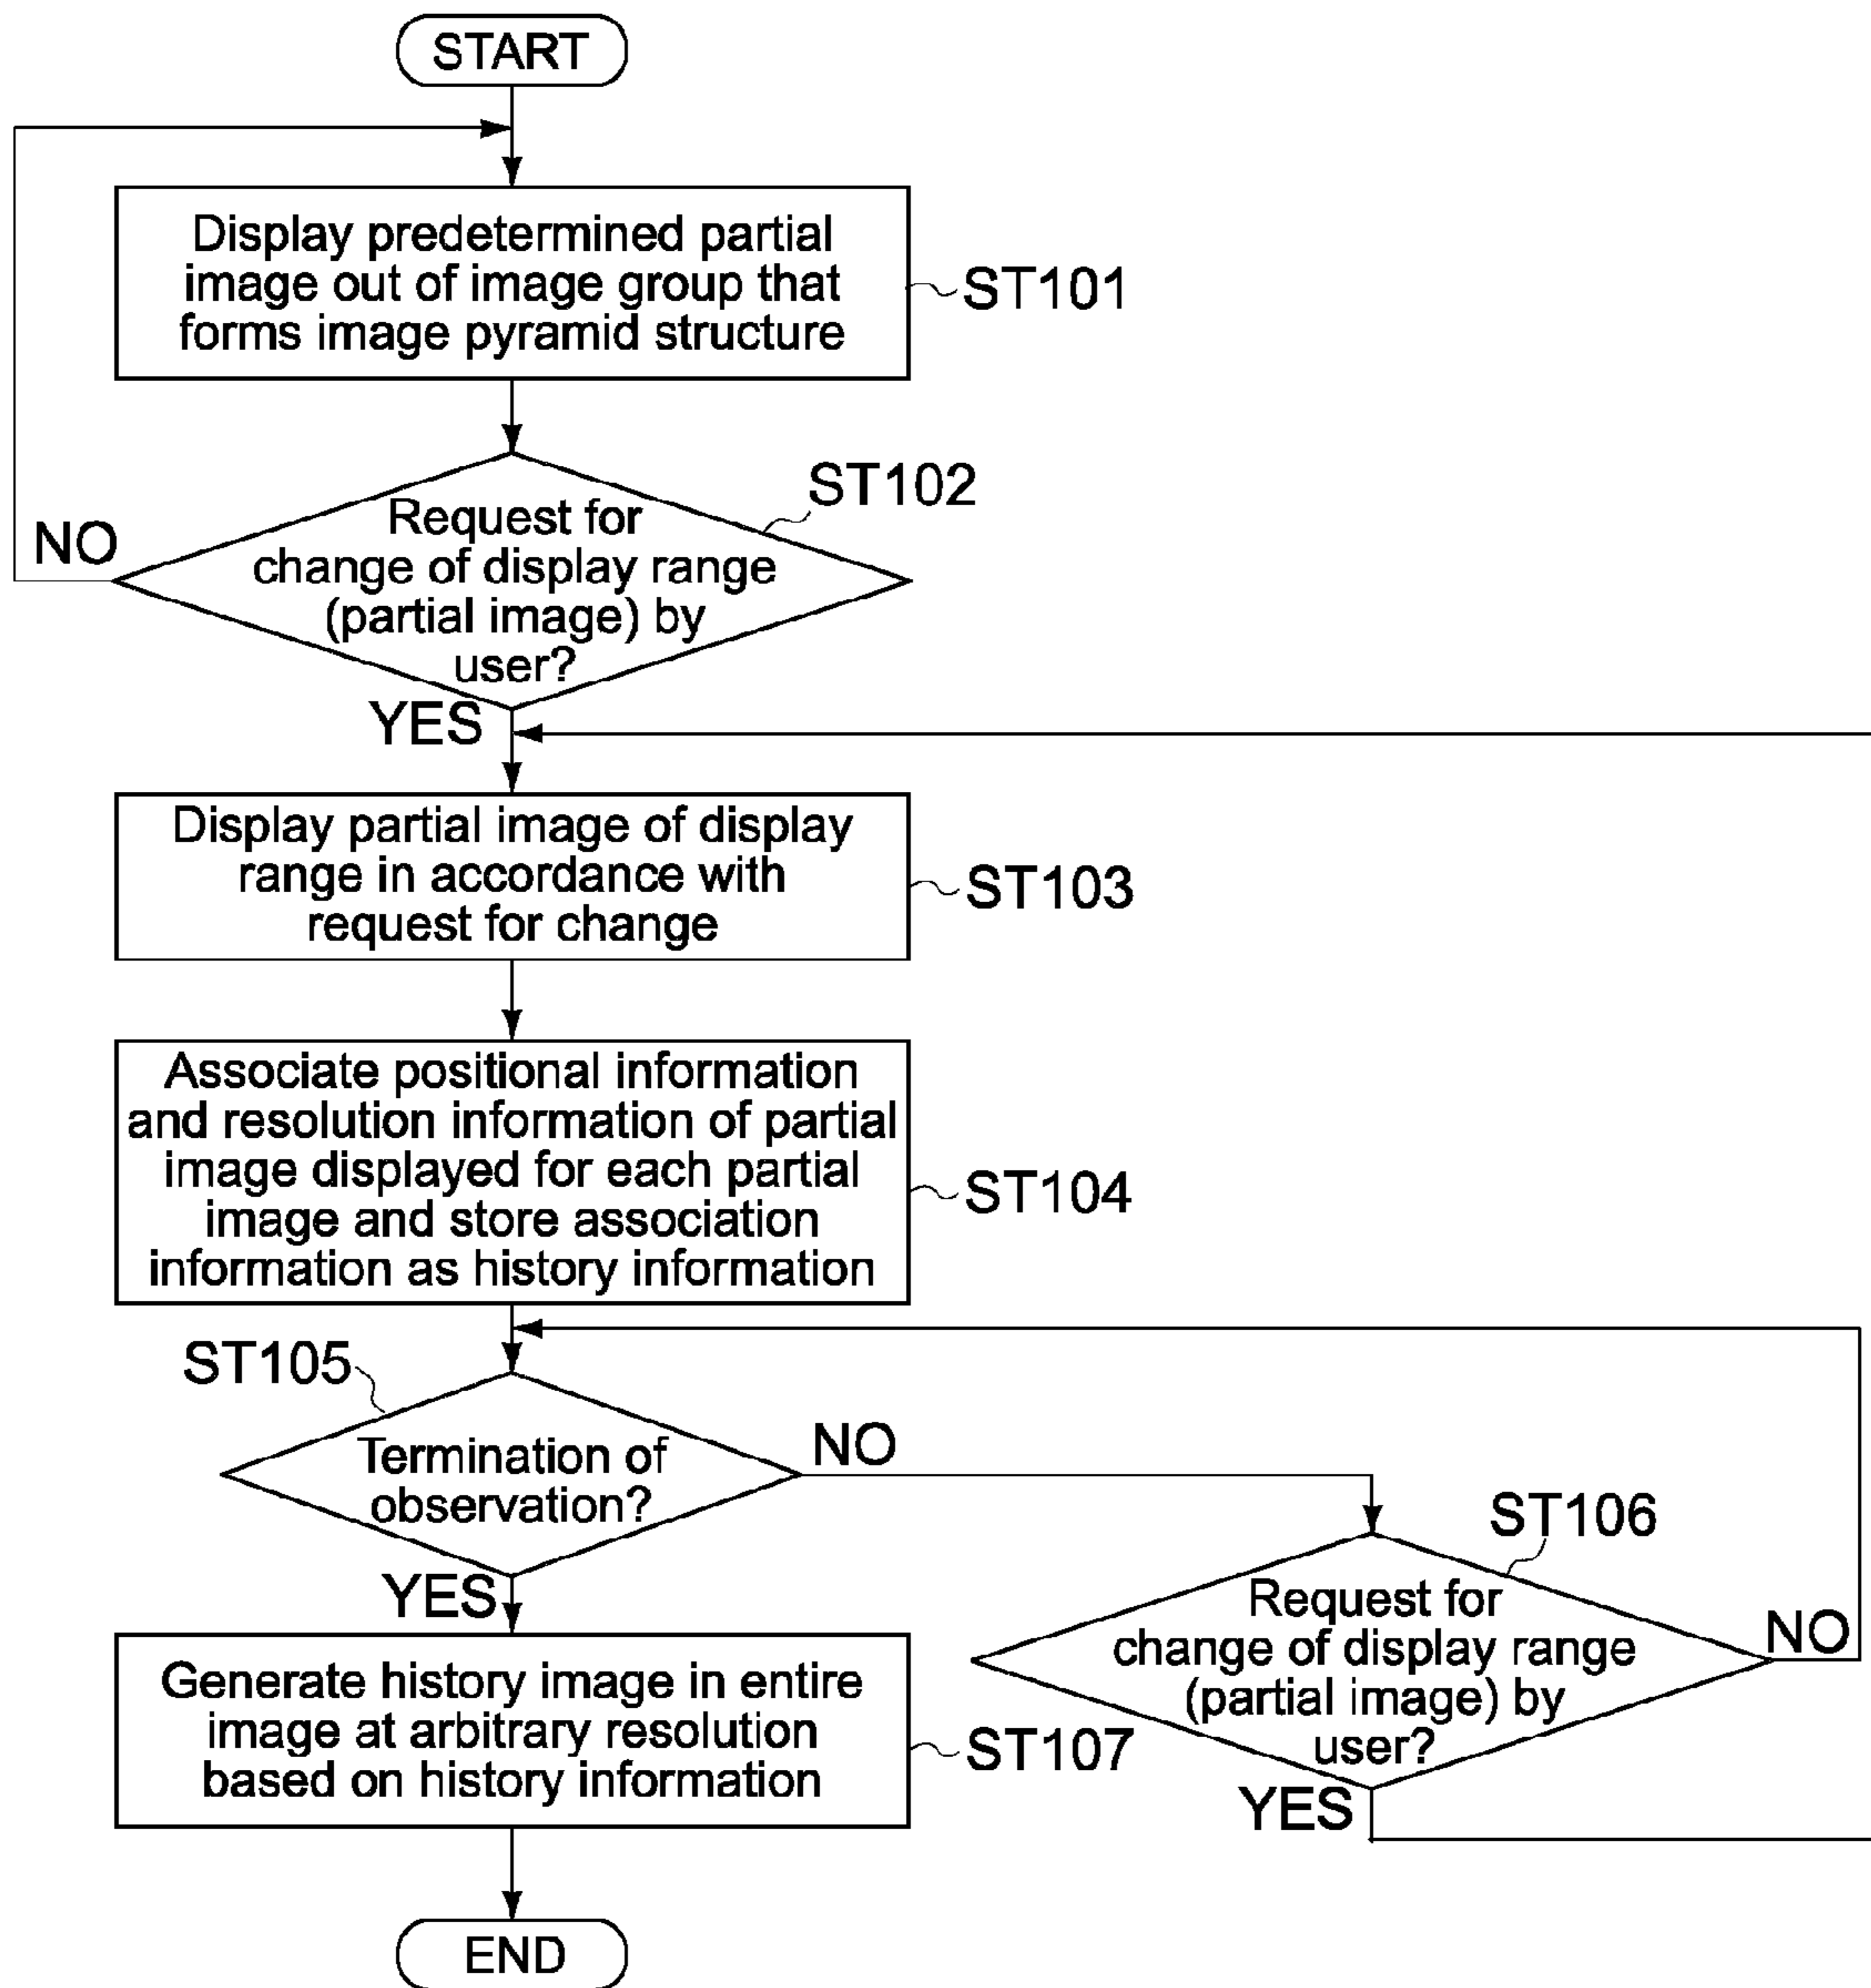 START
Display predetermined partial
image out of image group that
forms image pyramid structure
ST101
ST102
Request for
change of display range
(partial image) by
user?
NO
YES
Display partial image of display
range in accordance with
request for change
ST103
Associate positional information
and resolution information of partial
image displayed for each partial
image and store association
information as history information
ST104
ST105
Termination of
observation?
NO
YES
ST106
Request for
change of display range
(partial image) by
user?
NO
YES
Generate history image in entire
image at arbitrary resolution
based on history information
ST107
END